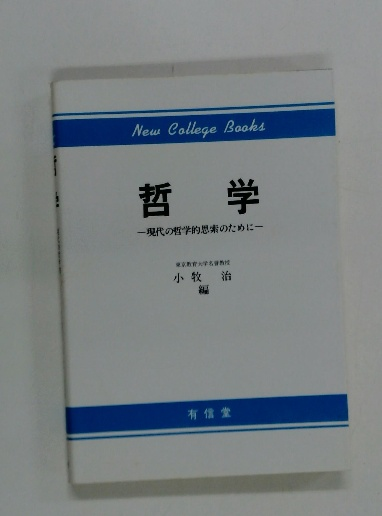 New College Books
哲学
―現代の哲学的思索のために―
東京教育大学名誉教授
小牧 治
編
有信堂
哲